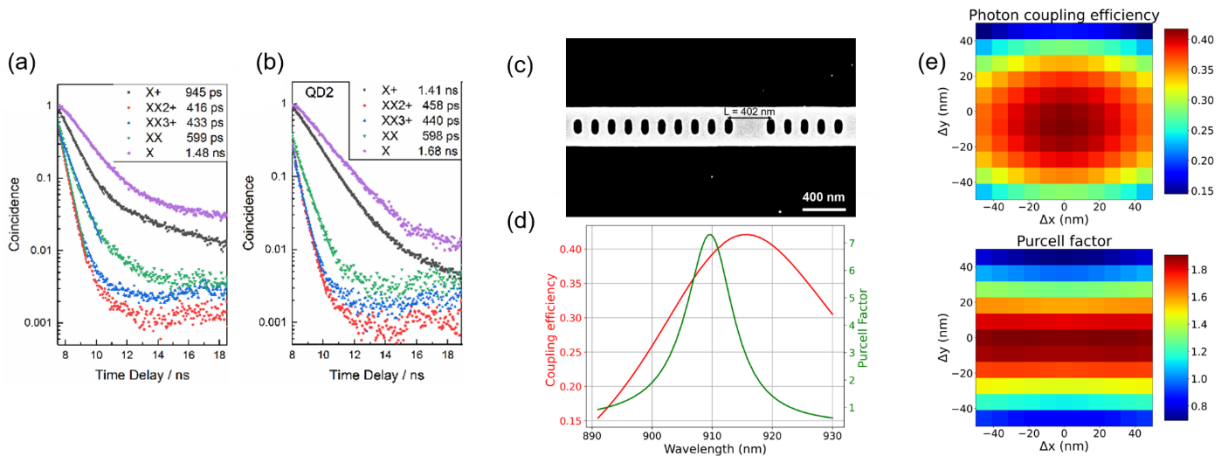 (a)
X+ 945 ps
XX2+ 416 ps
XX3+ 433 ps
XX 599 ps
X 1.48 ns
1
0.1
0.01
0.001
Coincidence
8 10 12 14 16 18
Time Delay / ns
(b)
QD2
X+ 1.41 ns
XX2+ 458 ps
XX3+ 440 ps
XX 598 ps
X 1.68 ns
1
0.1
0.01
0.001
Coincidence
8 10 12 14 16 18
Time Delay / ns
(c)
L = 402 nm
400 nm
(d)
0.40
0.35
0.30
0.25
0.20
0.15
Coupling efficiency
7
6
5
4
3
2
1
Purcell Factor
890 900 910 920 930
Wavelength (nm)
(e)
Photon coupling efficiency
40
20
0
−20
−40
Δy (nm)
−40 −20 0 20 40
Δx (nm)
0.40
0.35
0.30
0.25
0.20
0.15
Purcell factor
40
20
0
−20
−40
Δy (nm)
−40 −20 0 20 40
Δx (nm)
1.8
1.6
1.4
1.2
1.0
0.8